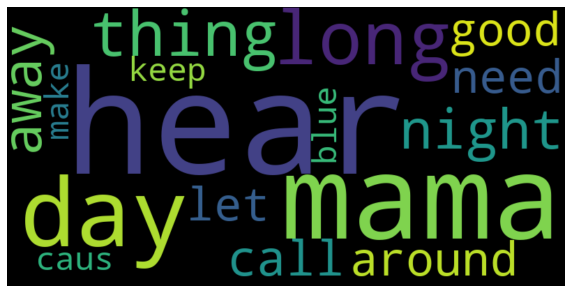 away
thing
long
good
keep
need
make
hear
blue
night
day
let
mama
caus
call
around